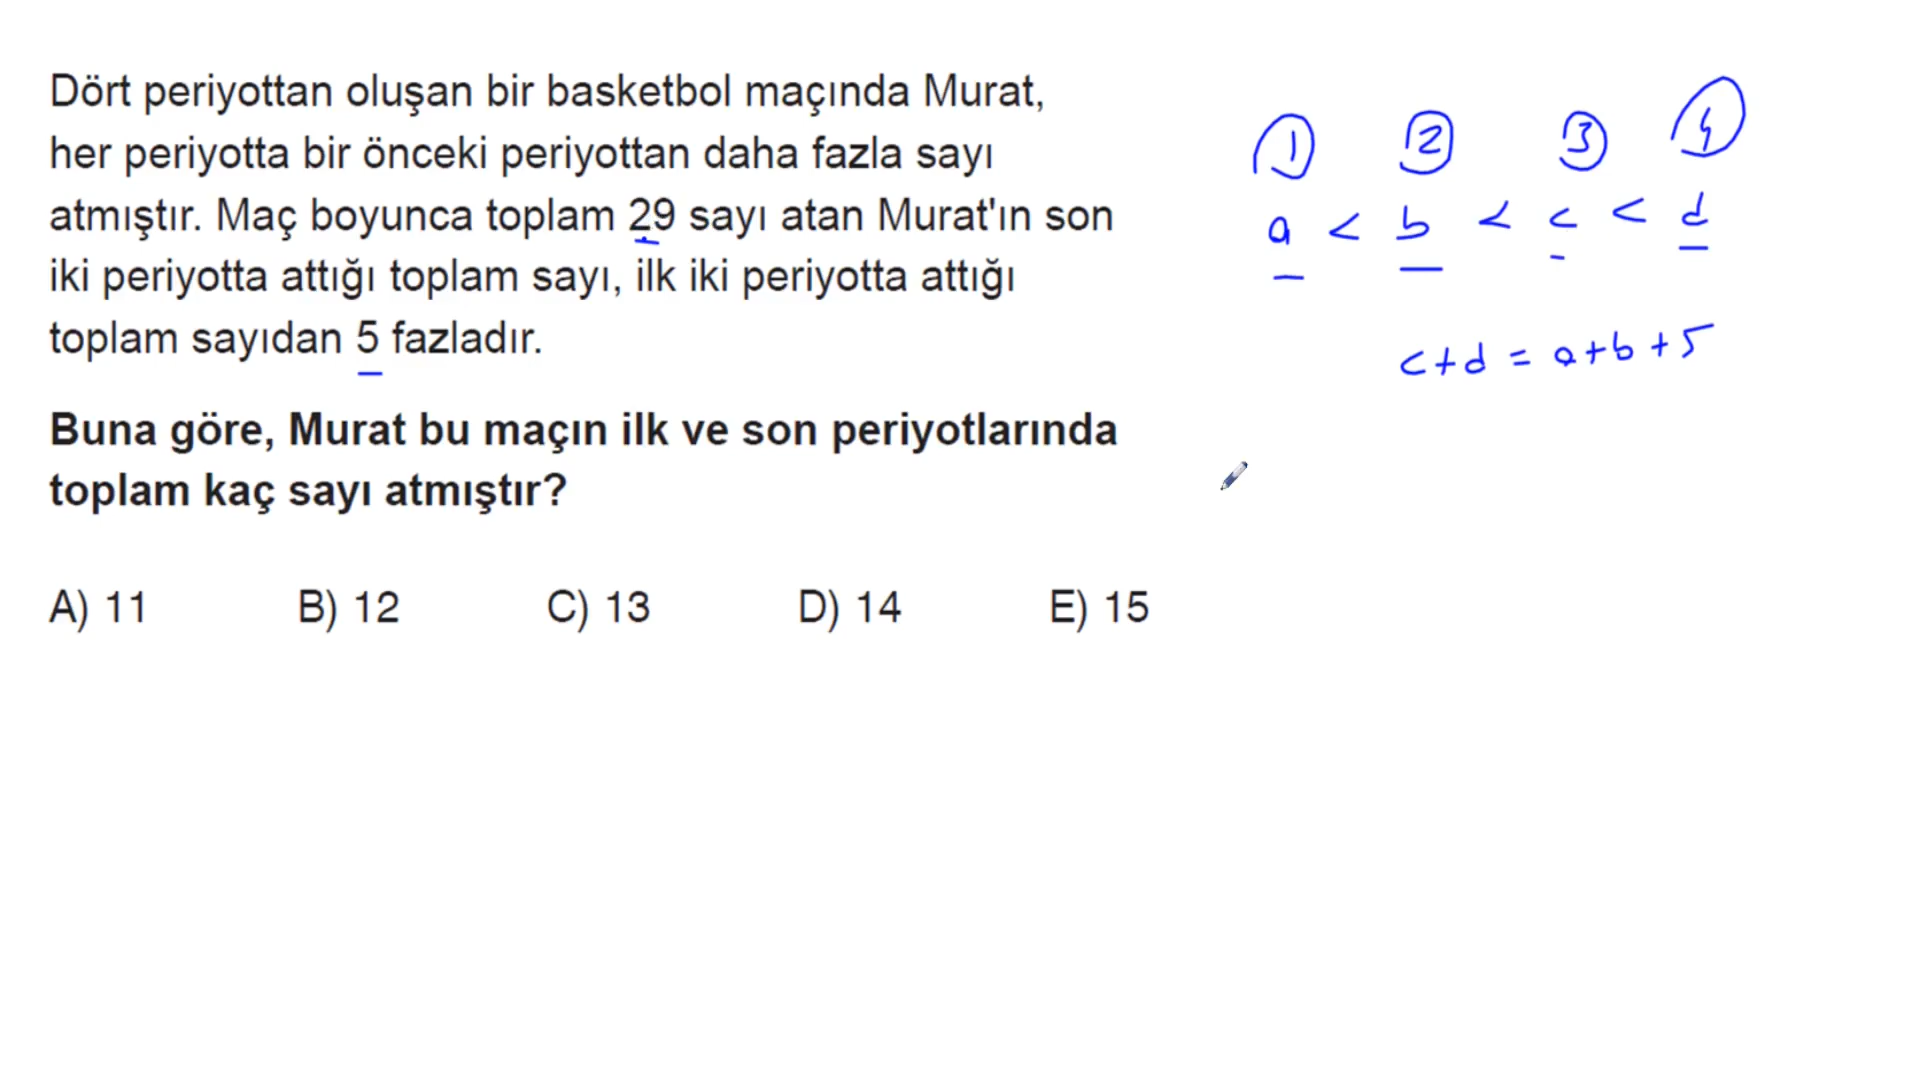 Dört periyottan oluşan bir basketbol maçında Murat,
her periyotta bir önceki periyottan daha fazla sayı
atmıştır. Maç boyunca toplam 29 sayı atan Murat'ın son
iki periyotta attığı toplam sayı, ilk iki periyotta attığı
toplam sayıdan 5 fazladır.
Buna göre, Murat bu maçın ilk ve son periyotlarında
toplam kaç sayı atmıştır?
A) 11 B) 12 C) 13 D) 14 E) 15
1 2 3 4
a < b < c < d
c+d = a+b+5